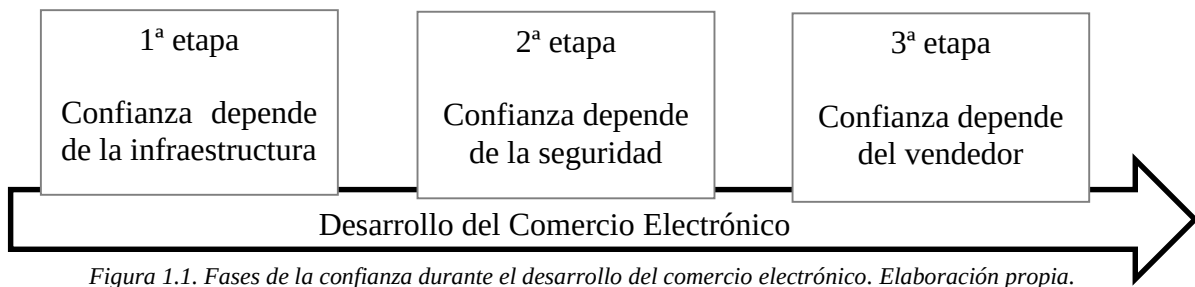 1ª etapa
Confianza depende
de la infraestructura
2ª etapa
Confianza depende
de la seguridad
3ª etapa
Confianza depende
del vendedor
Desarrollo del Comercio Electrónico
Figura 1.1. Fases de la confianza durante el desarrollo del comercio electrónico. Elaboración propia.